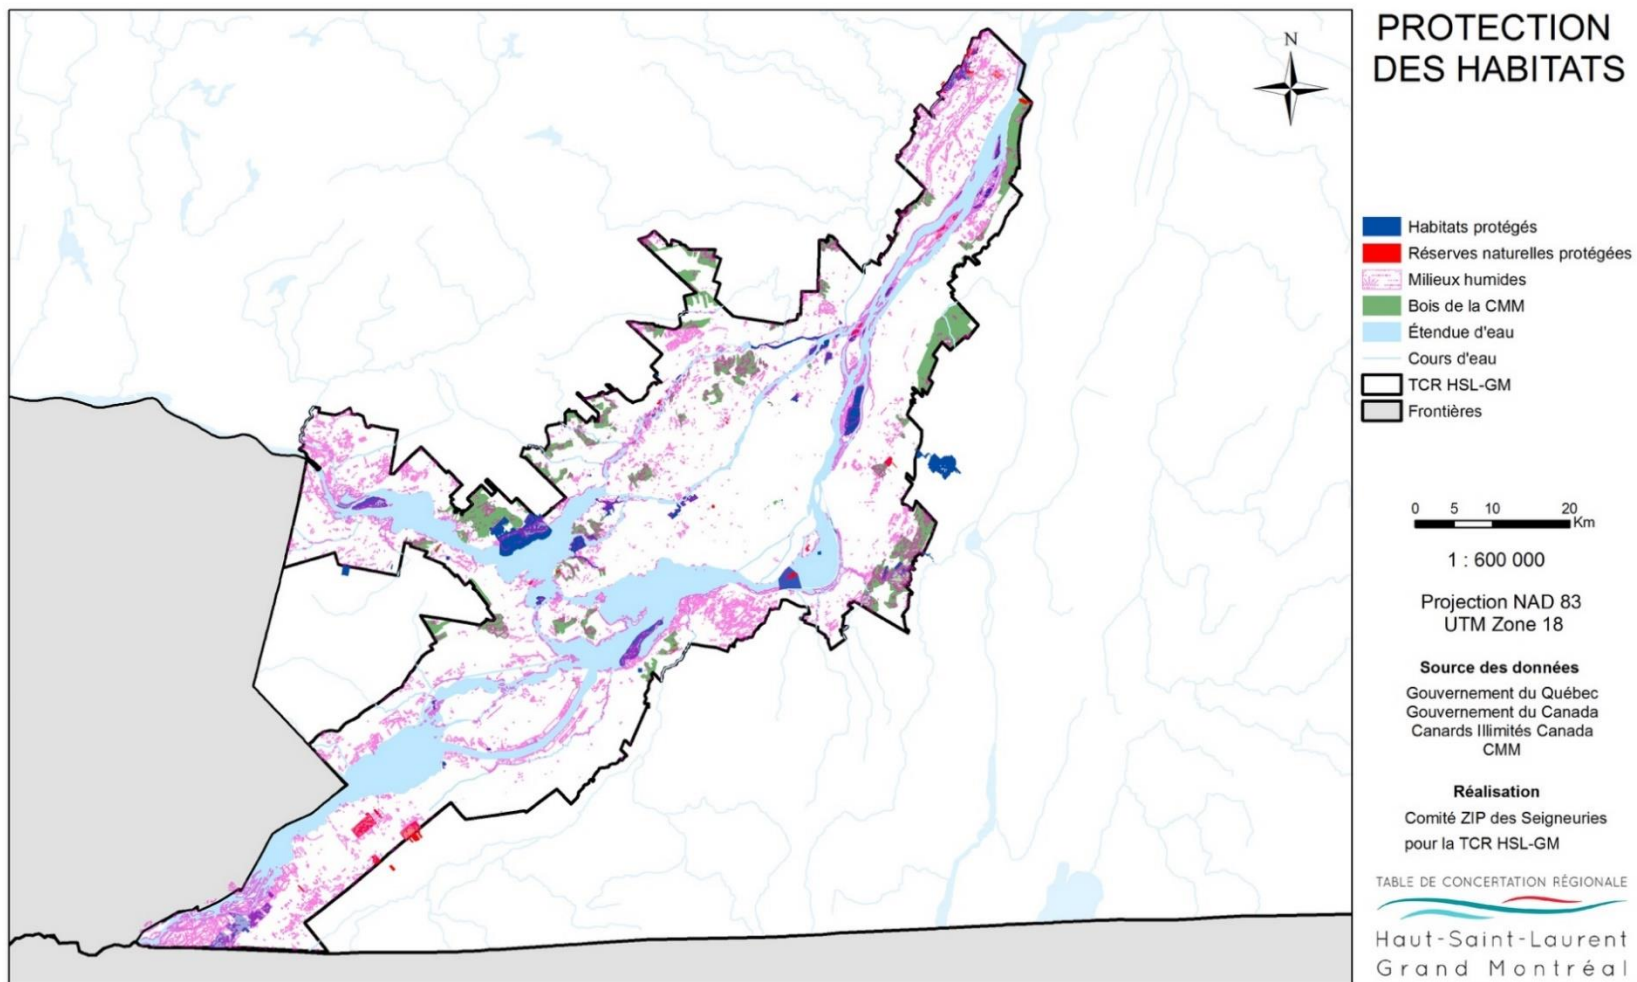 PROTECTION
DES HABITATS
N
Habitats protégés
Réserves naturelles protégées
Milieux humides
Bois de la CMM
Étendue d'eau
Cours d'eau
TCR HSL-GM
Frontières
0 5 10 20
Km
1 : 600 000
Projection NAD 83
UTM Zone 18
Source des données
Gouvernement du Québec
Gouvernement du Canada
Canards Illimités Canada
CMM
Réalisation
Comité ZIP des Seigneuries
pour la TCR HSL-GM
TABLE DE CONCERTATION RÉGIONALE
Haut-Saint-Laurent
Grand Montréal